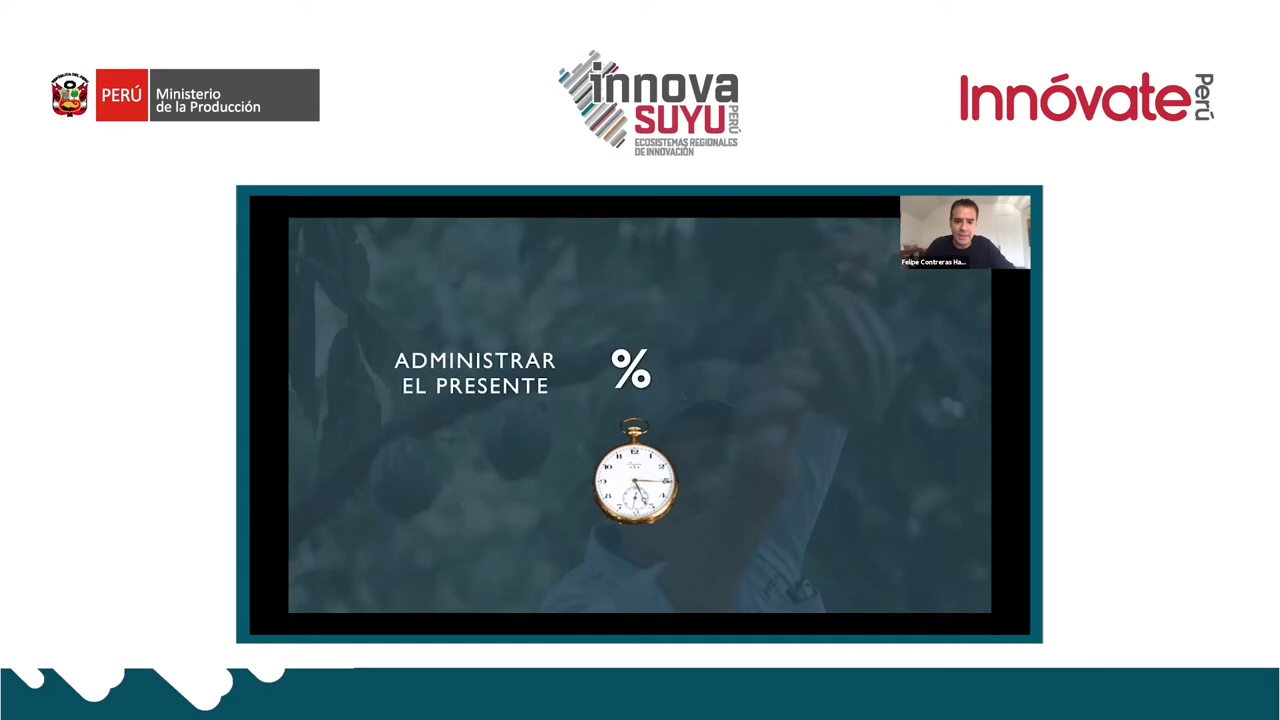 PERÚ
Ministerio
de la Producción
innova
SUYU
PERÚ
ECOSISTEMAS REGIONALES
DE INNOVACIÓN
Innóvate
Perú
Felipe Contreras Ha...
ADMINISTRAR
EL PRESENTE
%